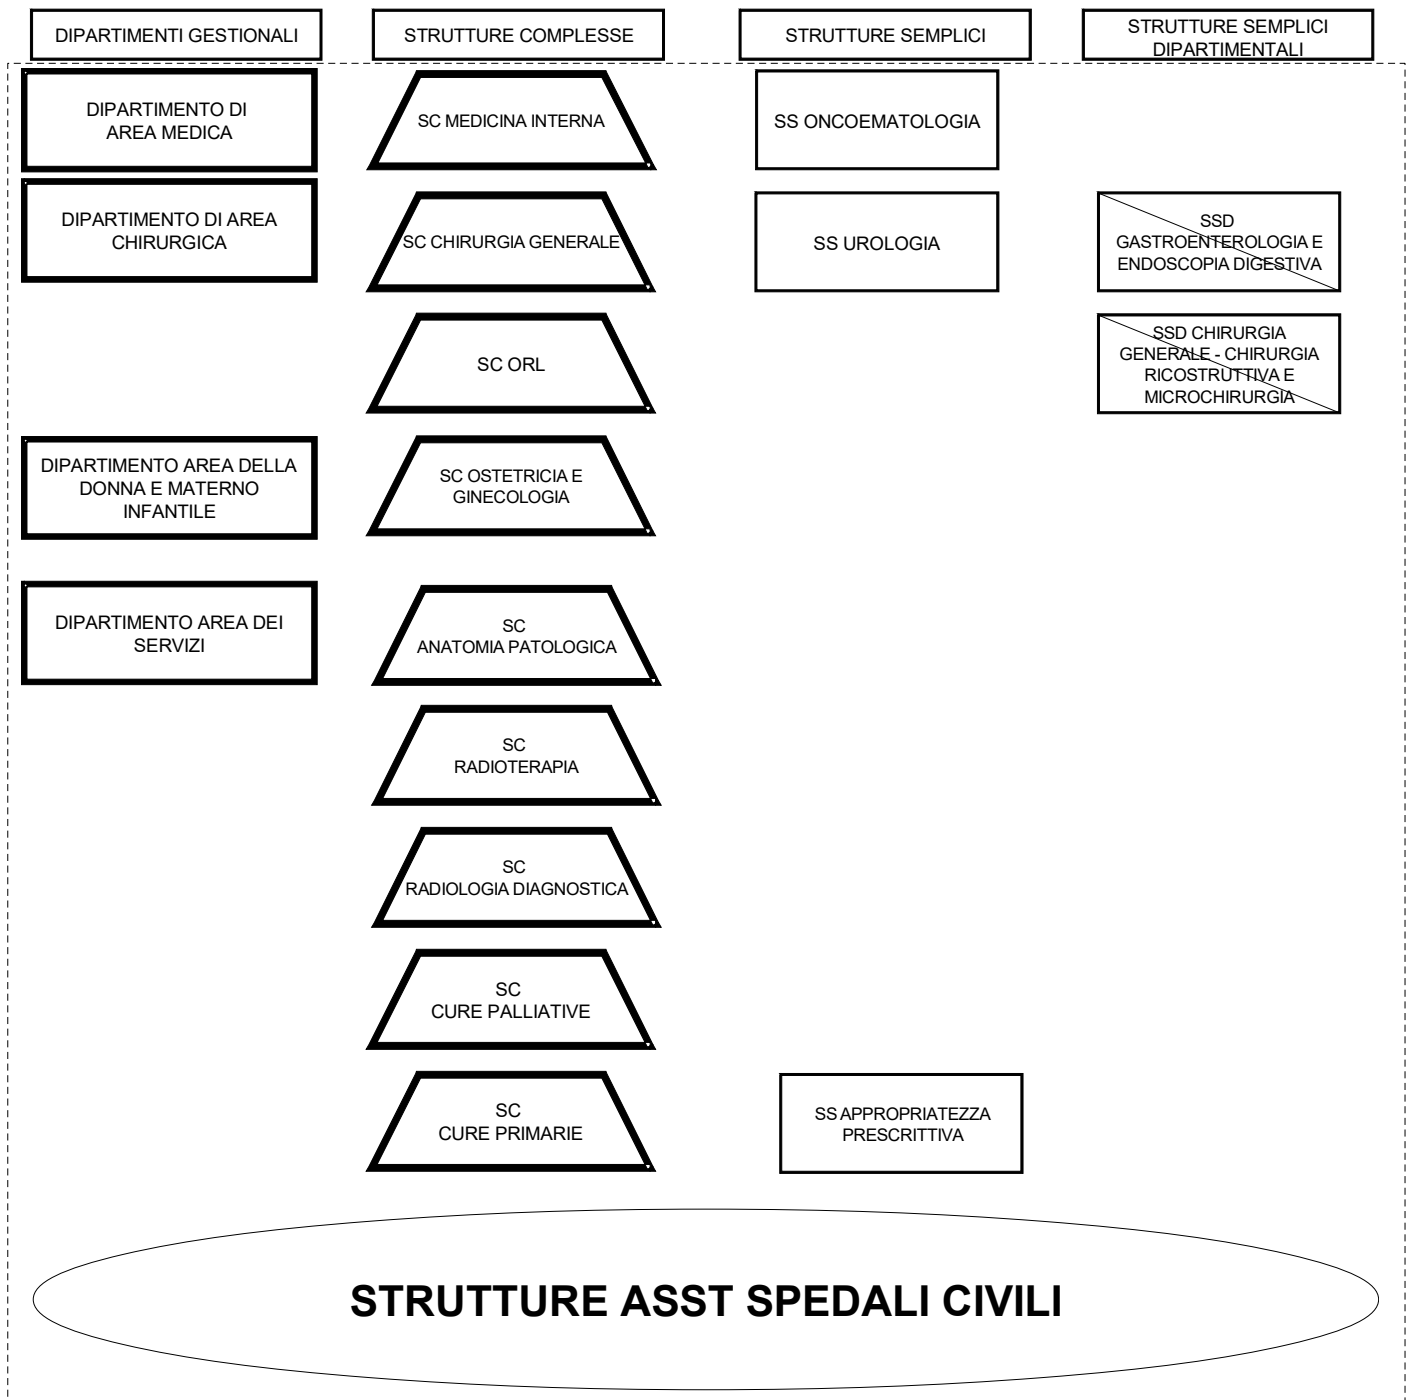 DIPARTIMENTI GESTIONALI
STRUTTURE COMPLESSE
STRUTTURE SEMPLICI
STRUTTURE SEMPLICI
DIPARTIMENTALI
DIPARTIMENTO DI
AREA MEDICA
SC MEDICINA INTERNA
SS ONCOEMATOLOGIA
DIPARTIMENTO DI AREA
CHIRURGICA
SC CHIRURGIA GENERALE
SS UROLOGIA
SSD
GASTROENTEROLOGIA E
ENDOSCOPIA DIGESTIVA
SC ORL
SSD CHIRURGIA
GENERALE - CHIRURGIA
RICOSTRUTTIVA E
MICROCHIRURGIA
DIPARTIMENTO AREA DELLA
DONNA E MATERNO
INFANTILE
SC OSTETRICIA E
GINECOLOGIA
DIPARTIMENTO AREA DEI
SERVIZI
SC
ANATOMIA PATOLOGICA
SC
RADIOTERAPIA
SC
RADIOLOGIA DIAGNOSTICA
SC
CURE PALLIATIVE
SC
CURE PRIMARIE
SS APPROPRIATEZZA
PRESCRITTIVA
STRUTTURE ASST SPEDALI CIVILI